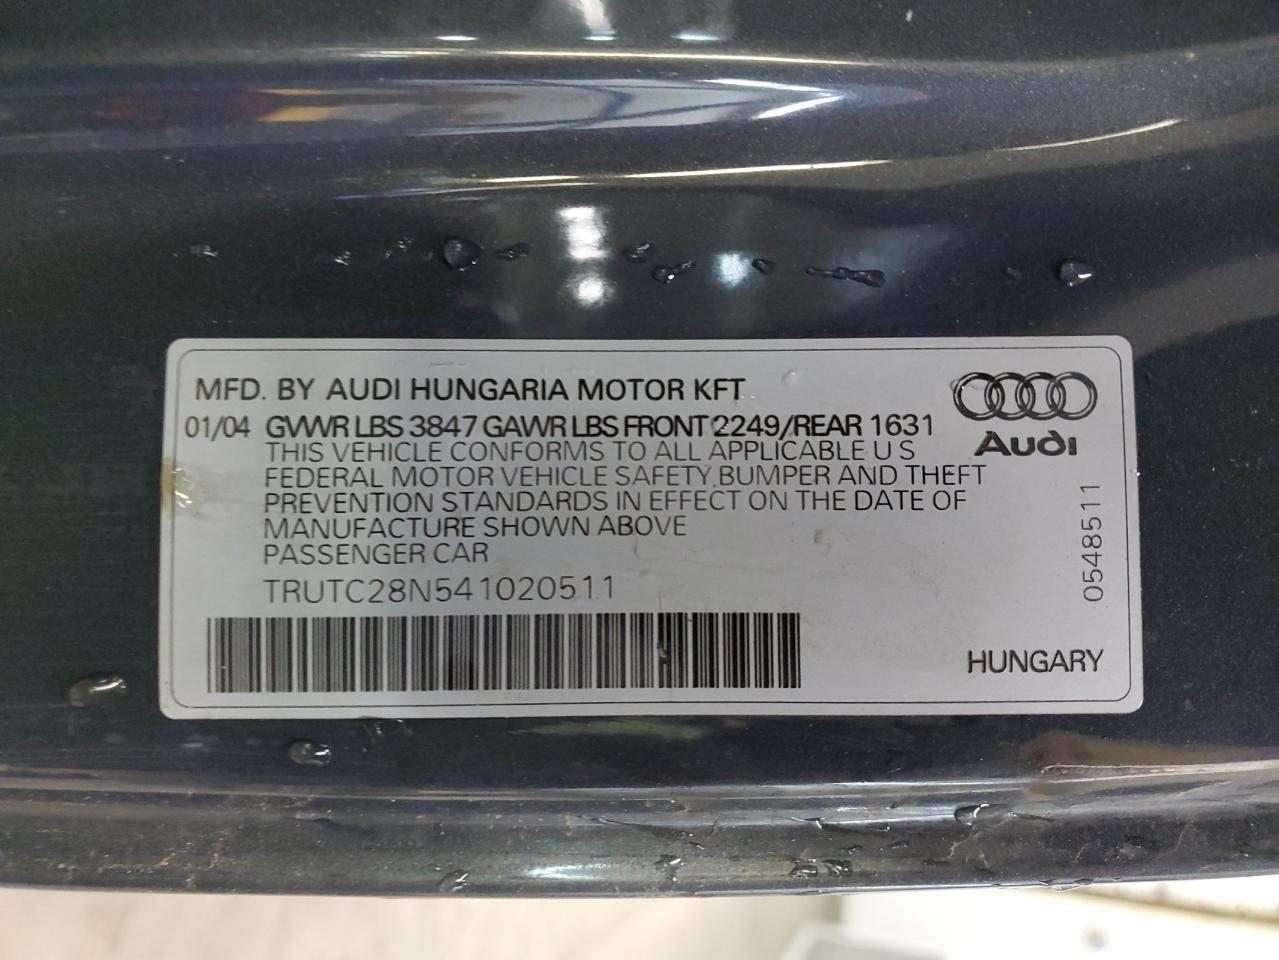 MFD. BY AUDI HUNGARIA MOTOR KFT
01/04 GVWR LBS 3847 GAWR LBS FRONT 2249/REAR 1631
THIS VEHICLE CONFORMS TO ALL APPLICABLE U S
FEDERAL MOTOR VEHICLE SAFETY,BUMPER AND THEFT
PREVENTION STANDARDS IN EFFECT ON THE DATE OF
MANUFACTURE SHOWN ABOVE
PASSENGER CAR
TRUTC28N541020511
Audi
0548511
HUNGARY